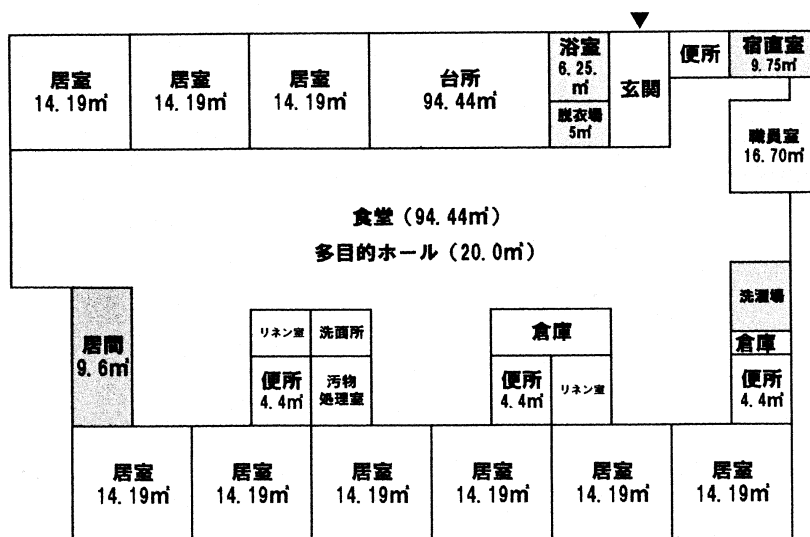 居室
14.19㎡
居室
14.19㎡
居室
14.19㎡
台所
94.44㎡
浴室
6.25.
㎡
脱衣場
5㎡
玄関
便所
宿直室
9.75㎡
職員室
16.70㎡
食堂（94.44㎡）
多目的ホール（20.0㎡）
居間
9.6㎡
リネン室
洗面所
便所
4.4㎡
汚物
処理室
倉庫
便所
4.4㎡
リネン室
洗濯場
倉庫
便所
4.4㎡
居室
14.19㎡
居室
14.19㎡
居室
14.19㎡
居室
14.19㎡
居室
14.19㎡
居室
14.19㎡